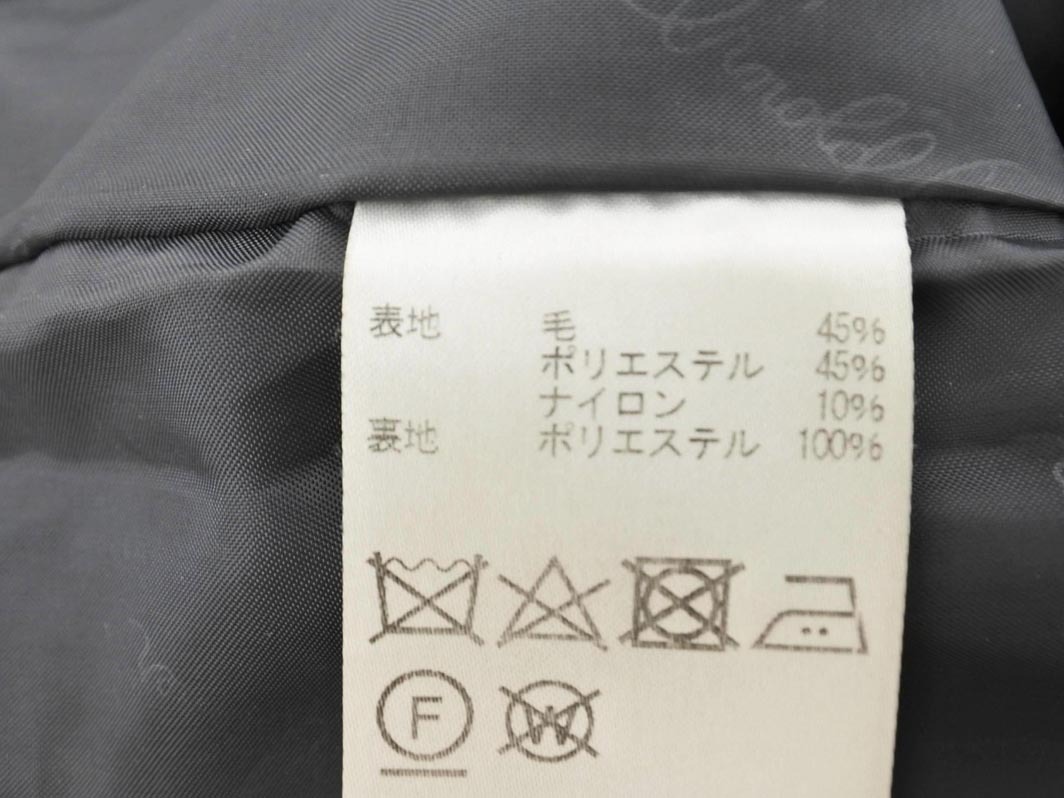 表地 毛 45%
ポリエステル 45%
ナイロン 10%
裏地 ポリエステル 100%
F
W